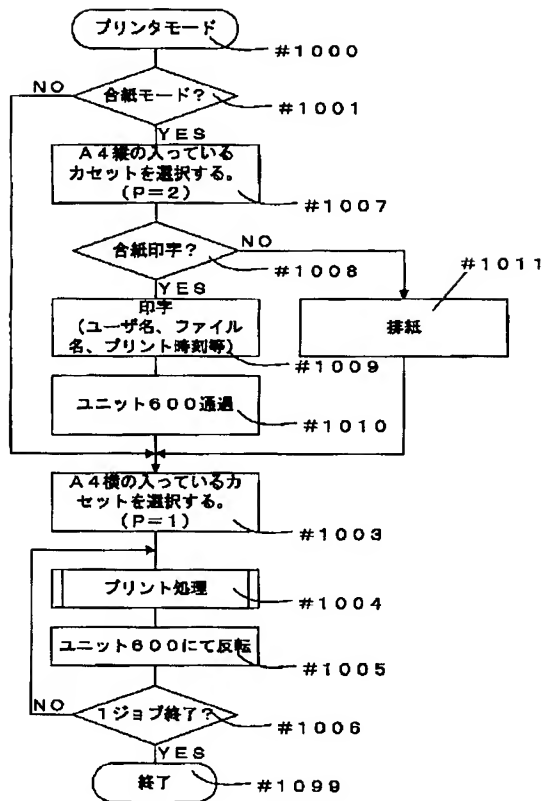 プリンタモード
#1000
NO
合紙モード?
#1001
YES
A4縦の入っている
カセットを選択する。
(P=2)
#1007
合紙印字?
NO
#1008
#1011
YES
印字
(ユーザ名、ファイル
名、プリント時刻等)
#1009
排紙
ユニット600通過
#1010
A4横の入っているカ
セットを選択する。
(P=1)
#1003
プリント処理
#1004
ユニット600にて反転
#1005
NO
1ジョブ終了?
#1006
YES
終了
#1099